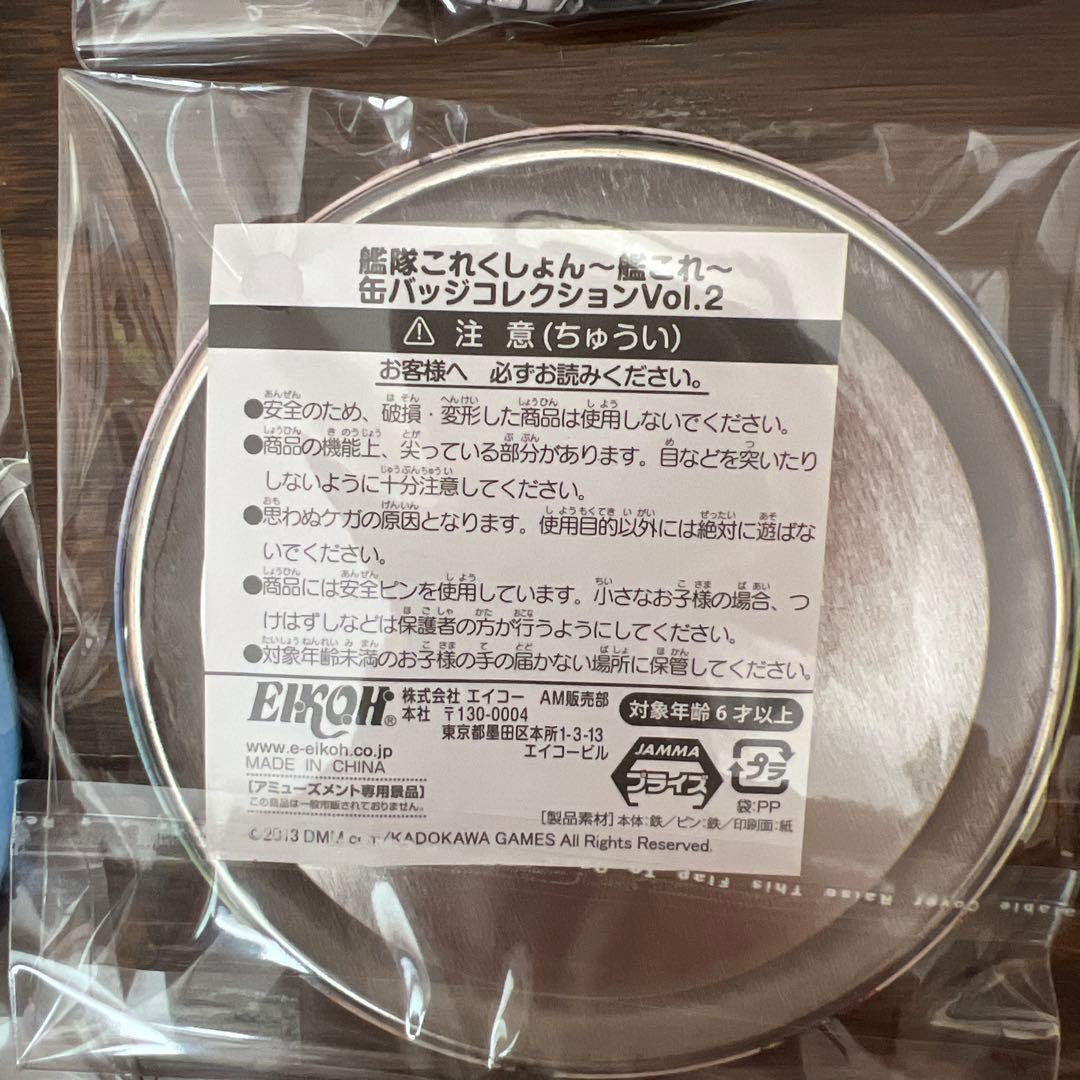 艦隊これくしょん～艦これ～
缶バッジコレクションVol.2
⚠ 注 意(ちゅうい)
お客様へ 必ずお読みください。
●安全のため、破損・変形した商品は使用しないでください。
●商品の機能上、尖っている部分があります。目などを突いたり
しないように十分注意してください。
●思わぬケガの原因となります。使用目的以外には絶対に遊ばな
いでください。
●商品には安全ピンを使用しています。小さなお子様の場合、つ
けはずしなどは保護者の方が行うようにしてください。
●対象年齢未満のお子様の手の届かない場所に保管してください。
EIKOH®
株式会社 エイコー AM販売部
本社 〒130-0004
東京都墨田区本所1-3-13
エイコービル
対象年齢6才以上
www.e-eikoh.co.jp
MADE IN CHINA
[アミューズメント専用景品]
この商品は一般市販されておりません。
JAMMA
プライズ
プラ
袋:PP
[製品素材]本体:鉄/ピン:鉄/印刷面:紙
©2013 DMM.com/KADOKAWA GAMES All Rights Reserved.
Cover Raise This Flap To